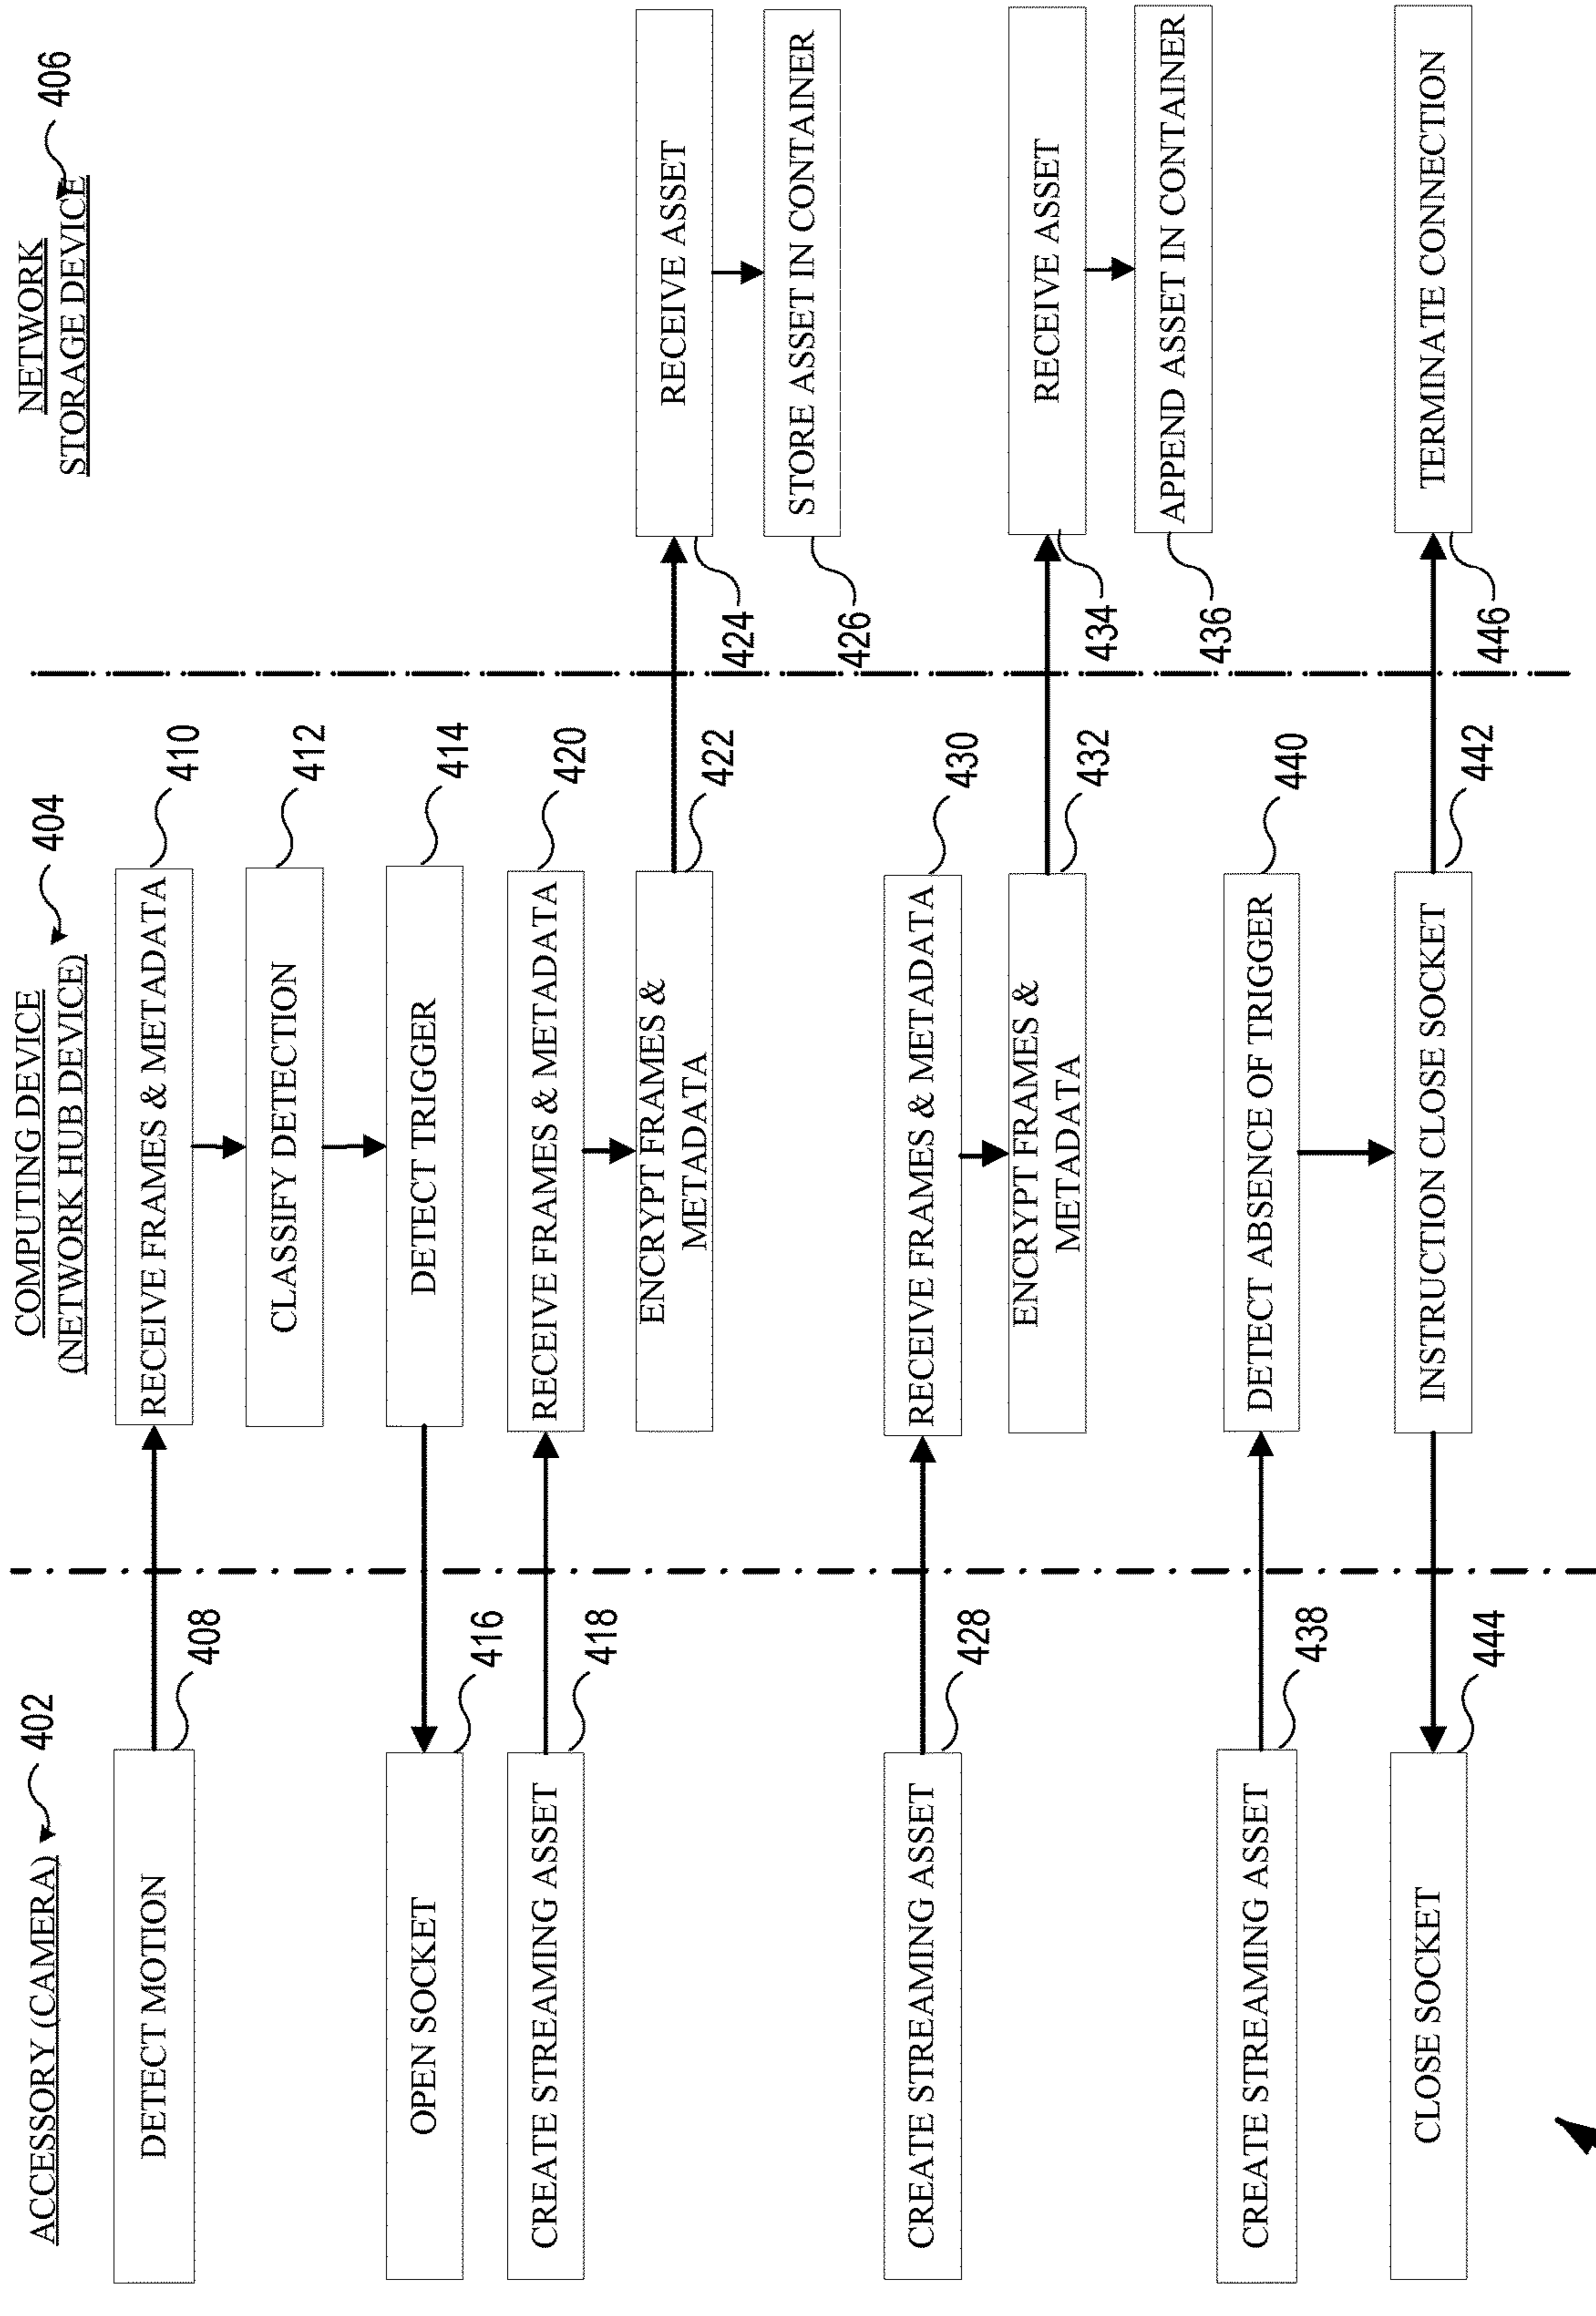 ACCESSORY (CAMERA)
402
COMPUTING DEVICE
(NETWORK HUB DEVICE)
404
NETWORK
STORAGE DEVICE
406
DETECT MOTION
408
RECEIVE FRAMES & METADATA
410
CLASSIFY DETECTION
412
DETECT TRIGGER
414
OPEN SOCKET
416
CREATE STREAMING ASSET
418
RECEIVE FRAMES & METADATA
420
ENCRYPT FRAMES &
METADATA
422
RECEIVE ASSET
424
STORE ASSET IN CONTAINER
426
CREATE STREAMING ASSET
428
RECEIVE FRAMES & METADATA
430
ENCRYPT FRAMES &
METADATA
432
RECEIVE ASSET
434
APPEND ASSET IN CONTAINER
436
CREATE STREAMING ASSET
438
DETECT ABSENCE OF TRIGGER
440
INSTRUCTION CLOSE SOCKET
442
CLOSE SOCKET
444
TERMINATE CONNECTION
446